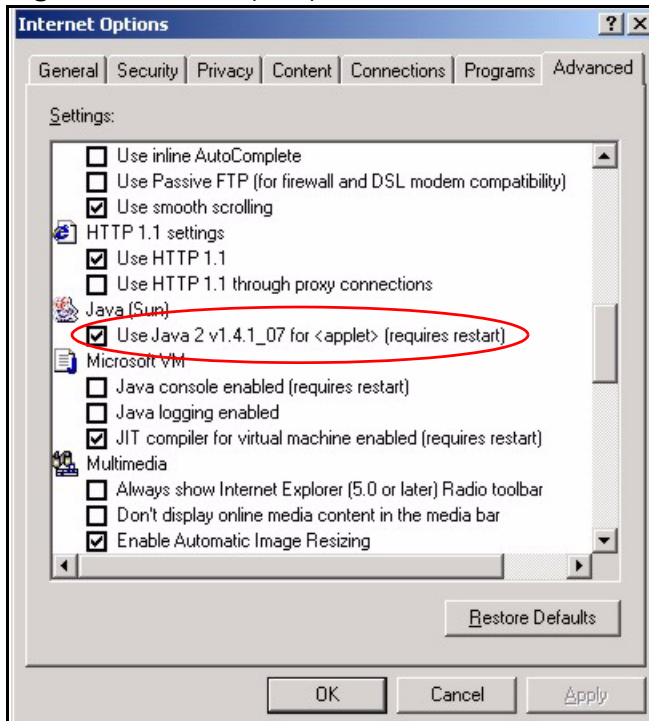 Internet Options
General Security Privacy Content Connections Programs Advanced
Settings:
Use inline AutoComplete
Use Passive FTP (for firewall and DSL modem compatibility)
Use smooth scrolling
HTTP 1.1 settings
Use HTTP 1.1
Use HTTP 1.1 through proxy connections
Java (Sun)
Use Java 2 v1.4.1_07 for <applet> (requires restart)
Microsoft VM
Java console enabled (requires restart)
Java logging enabled
JIT compiler for virtual machine enabled (requires restart)
Multimedia
Always show Internet Explorer (5.0 or later) Radio toolbar
Don't display online media content in the media bar
Enable Automatic Image Resizing
Restore Defaults
OK Cancel Apply